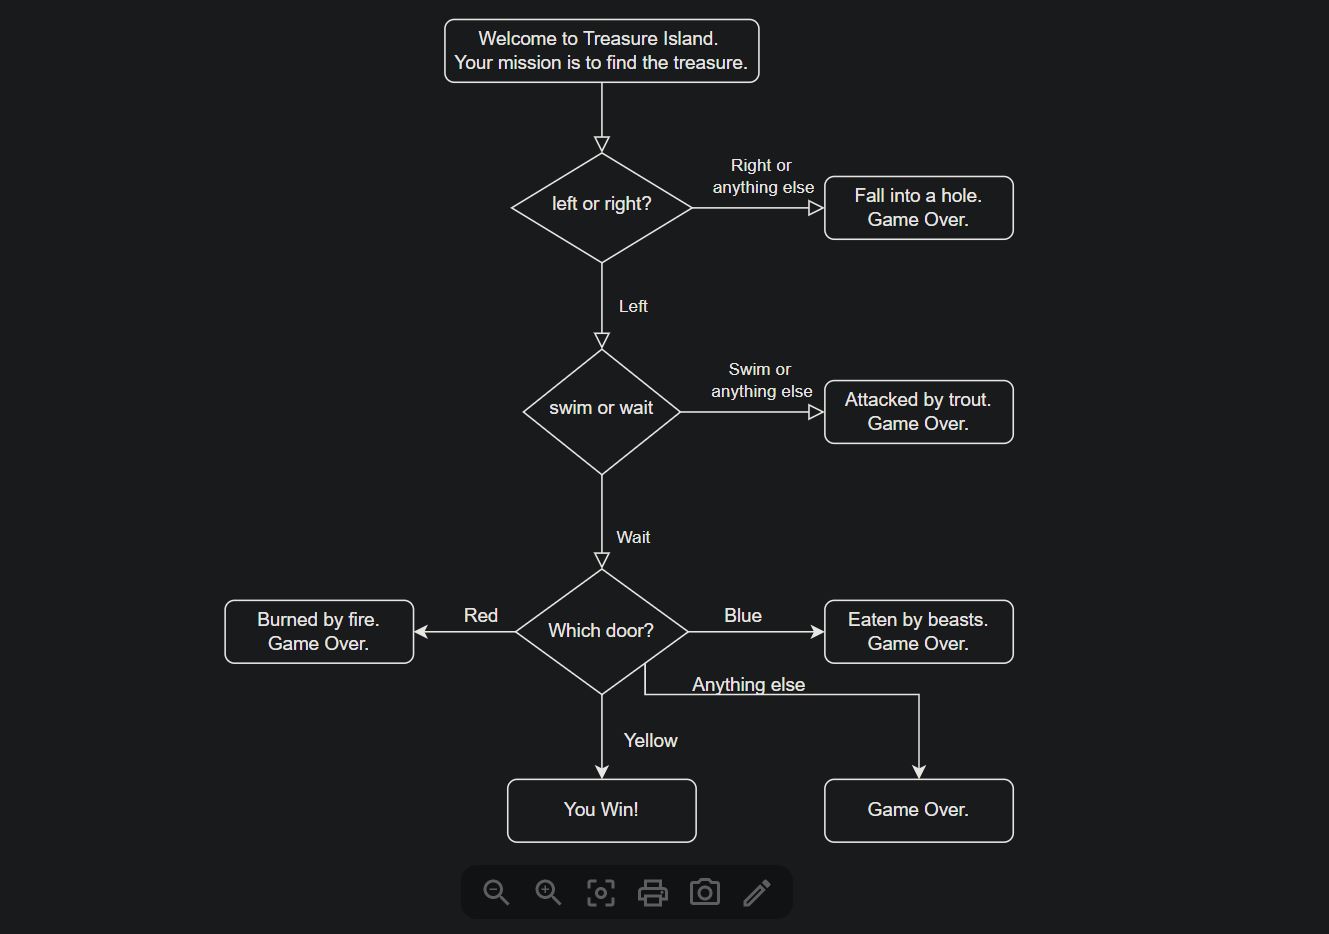 Welcome to Treasure Island.
Your mission is to find the treasure.
left or right?
Right or
anything else
Fall into a hole.
Game Over.
Left
swim or wait
Swim or
anything else
Attacked by trout.
Game Over.
Wait
Burned by fire.
Game Over.
Red
Which door?
Blue
Eaten by beasts.
Game Over.
Anything else
Yellow
You Win!
Game Over.